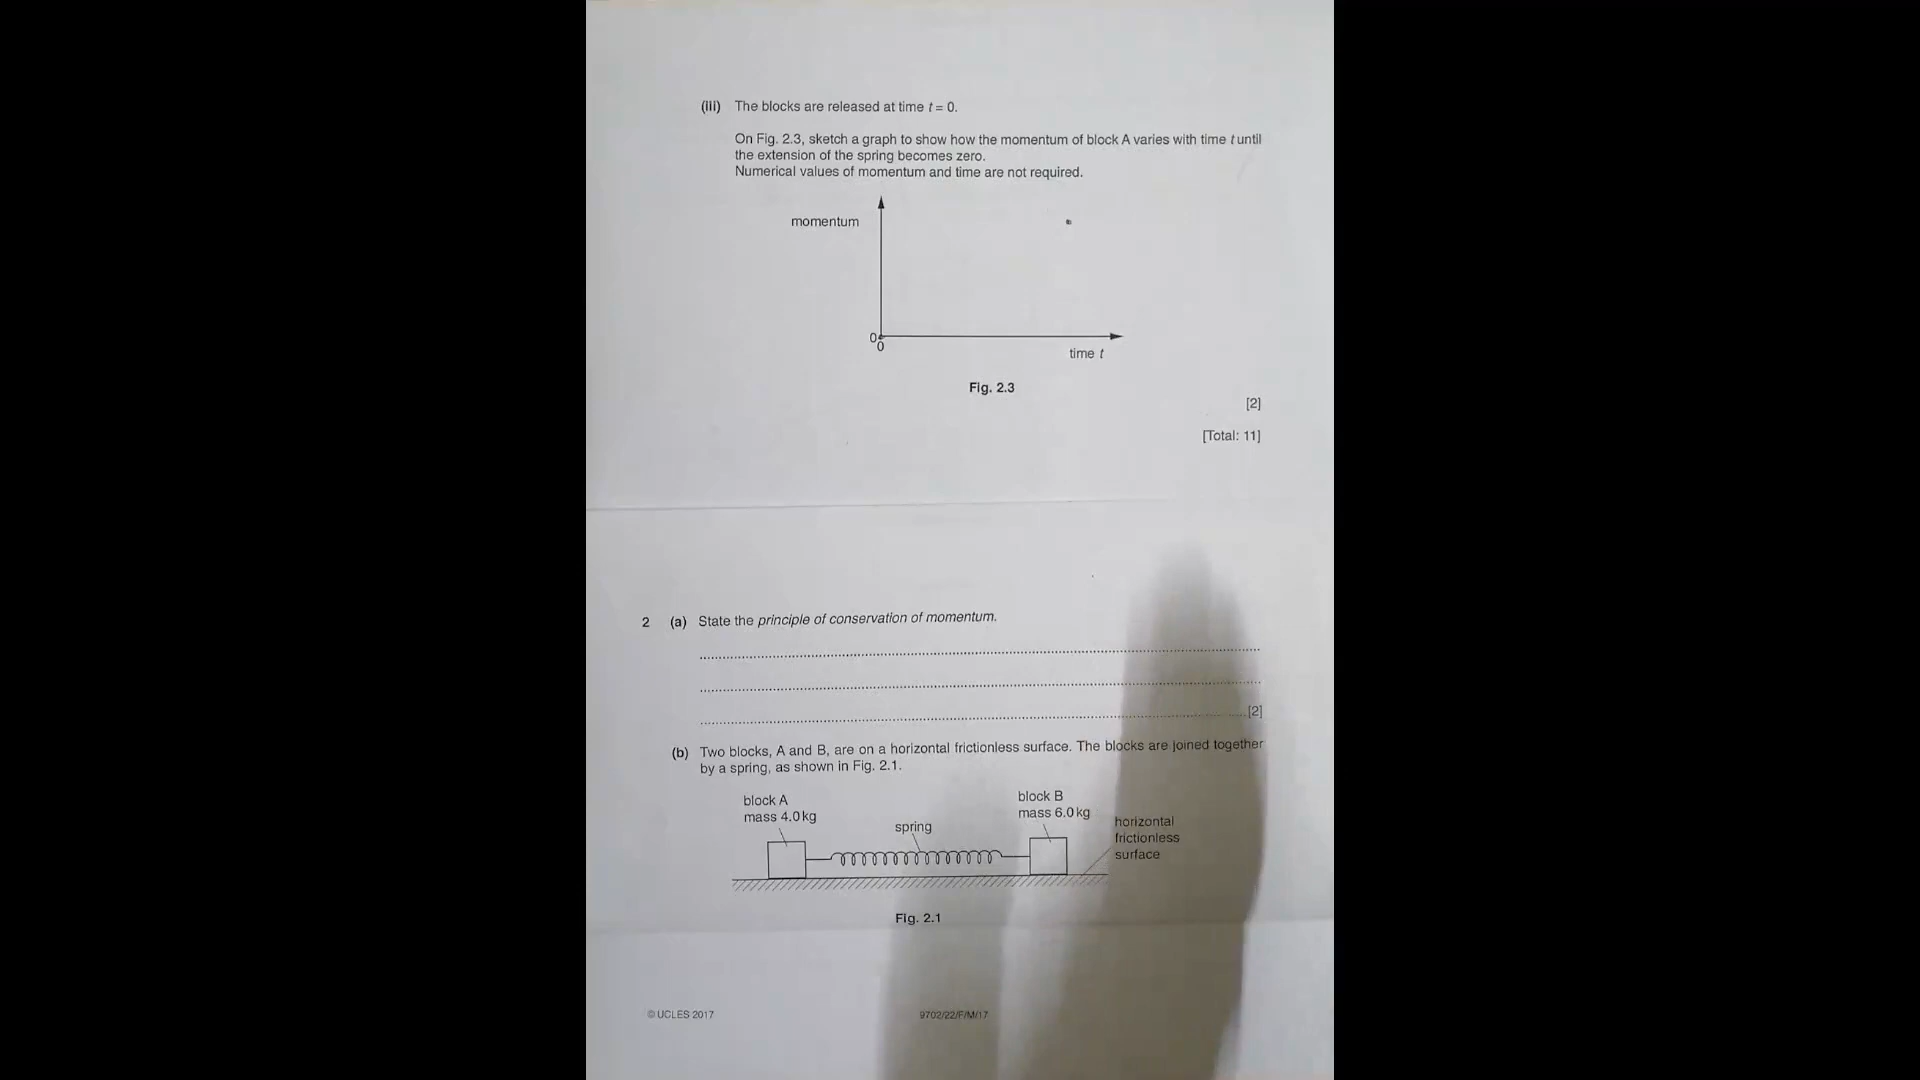 (iii) The blocks are released at time t = 0.
On Fig. 2.3, sketch a graph to show how the momentum of block A varies with time t until
the extension of the spring becomes zero.
Numerical values of momentum and time are not required.
momentum
0
0
time t
Fig. 2.3
[2]
[Total: 11]
2 (a) State the principle of conservation of momentum.
[2]
(b) Two blocks, A and B, are on a horizontal frictionless surface. The blocks are joined together
by a spring, as shown in Fig. 2.1.
block A
mass 4.0 kg
spring
block B
mass 6.0 kg
horizontal
frictionless
surface
Fig. 2.1
© UCLES 2017
9702/22/F/M/17